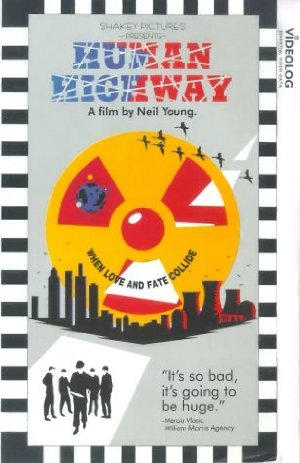 SHAKEY PICTURES
—PRESENTS—
HUMAN
HIGHWAY
A film by Neil Young.
VIDEOLOG
WHEN LOVE AND FATE COLLIDE
"It's so bad,
it's going to
be huge."
–Marcia Vlasic,
William Morris Agency